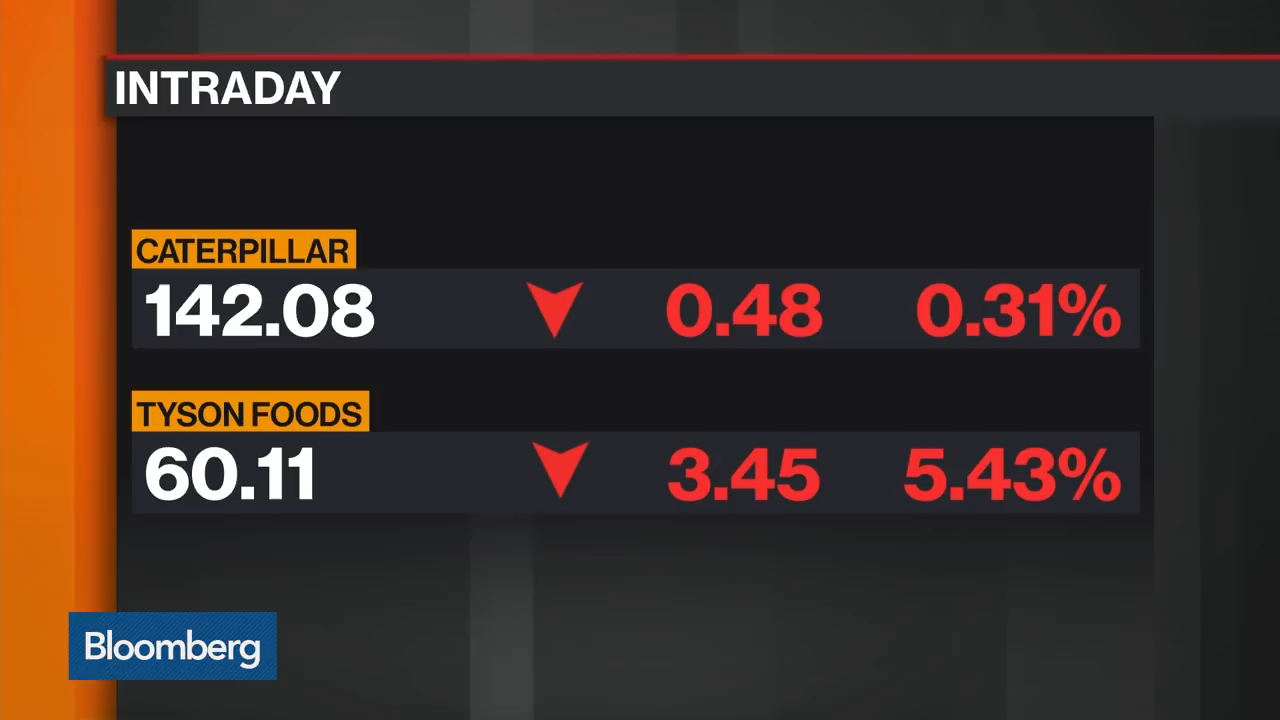 INTRADAY
CATERPILLAR
142.08 0.48 0.31%
TYSON FOODS
60.11 3.45 5.43%
Bloomberg